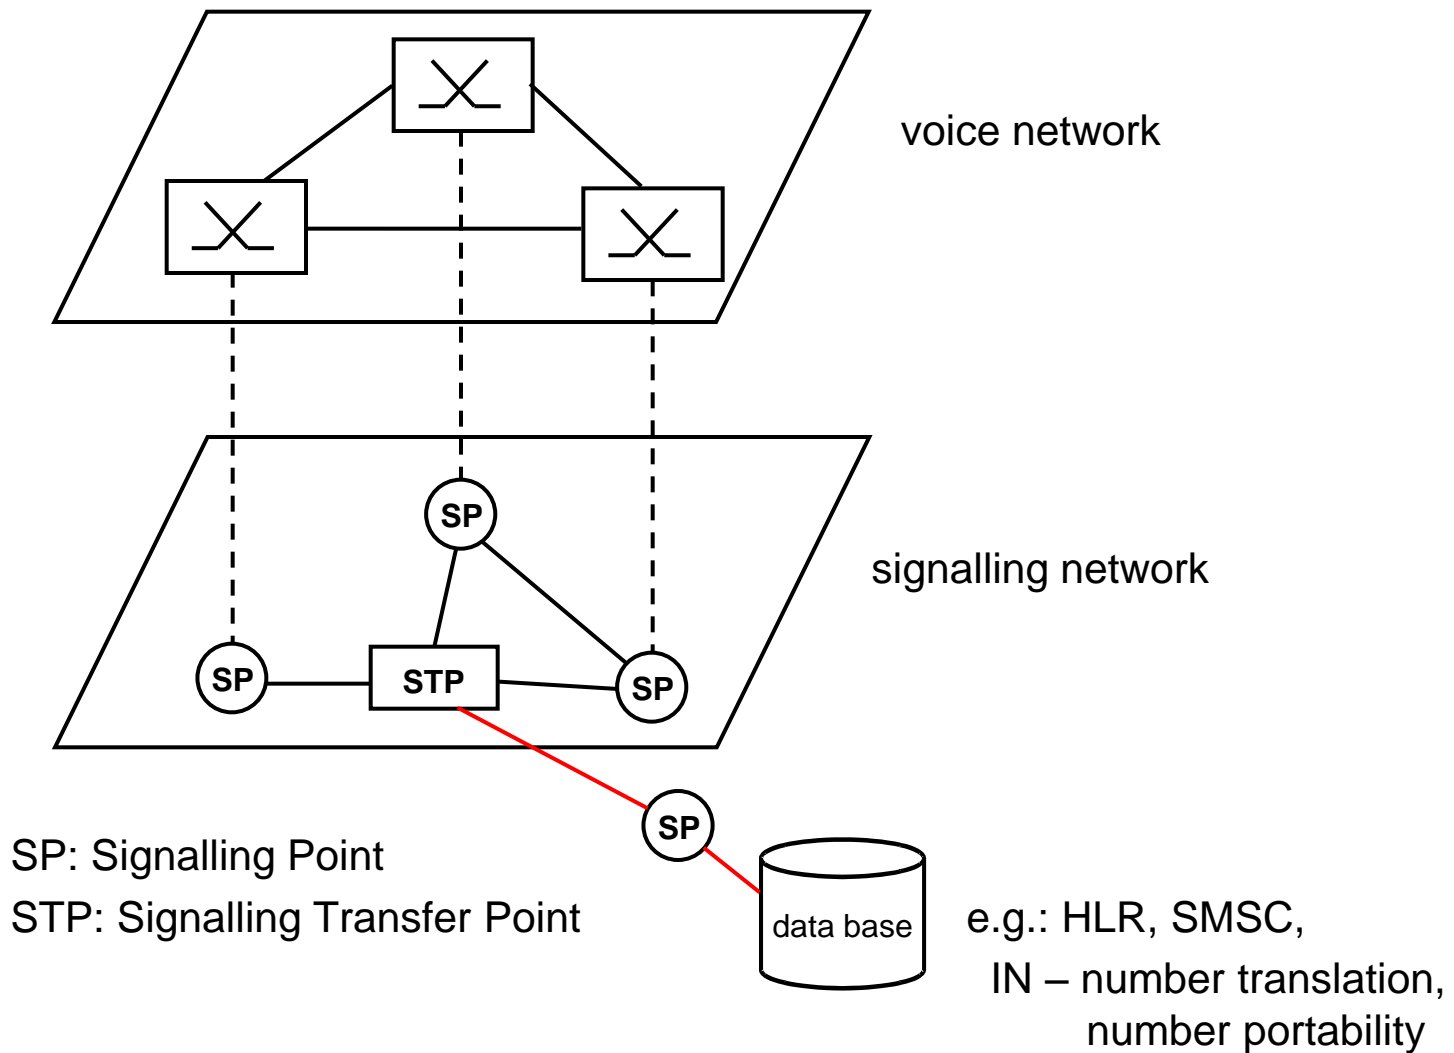 voice network
SP
signalling network
SP
STP
SP
SP
SP: Signalling Point
STP: Signalling Transfer Point
data base
e.g.: HLR, SMSC,
IN – number translation,
number portability